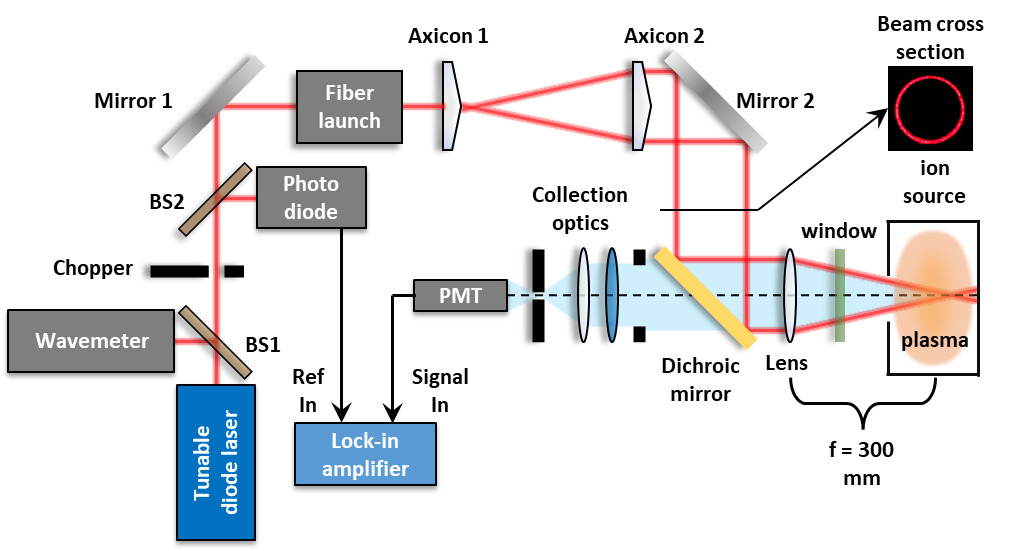 Axicon 1
Axicon 2
Beam cross
section
Mirror 1
Fiber
launch
Mirror 2
ion
source
BS2
Photo
diode
Collection
optics
window
Chopper
PMT
Wavemeter
BS1
plasma
Dichroic
mirror
Lens
Ref
In
Signal
In
Tunable
diode laser
Lock-in
amplifier
f = 300
mm